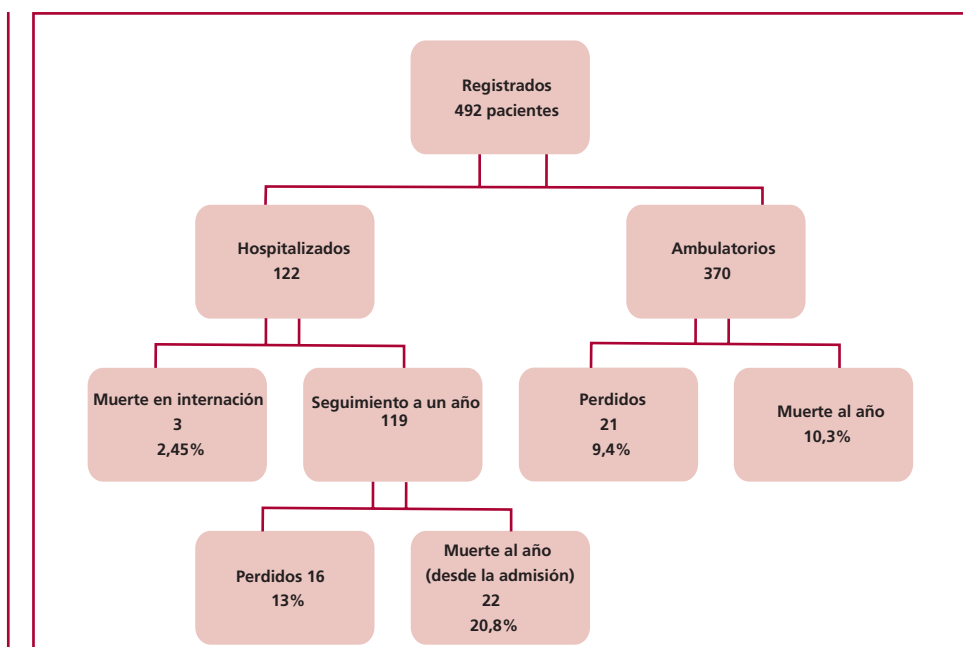 Registrados
492 pacientes
Hospitalizados
122
Ambulatorios
370
Muerte en internación
3
2,45%
Seguimiento a un año
119
Perdidos
21
9,4%
Muerte al año
10,3%
Perdidos 16
13%
Muerte al año
(desde la admisión)
22
20,8%